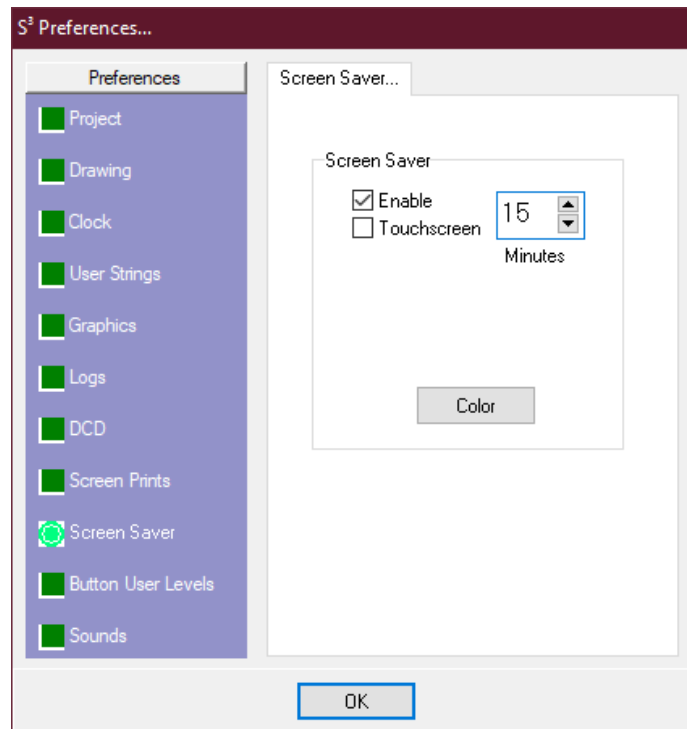 S³ Preferences...
Preferences
Project
Drawing
Clock
User Strings
Graphics
Logs
DCD
Screen Prints
Screen Saver
Button User Levels
Sounds
Screen Saver...
Screen Saver
Enable
Touchscreen
15
Minutes
Color
OK